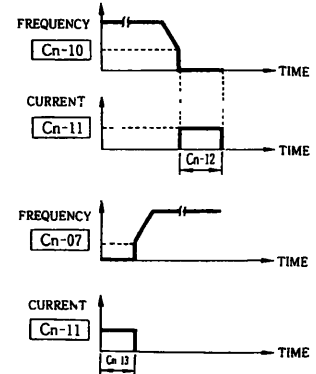 FREQUENCY
Cn-10
TIME
CURRENT
Cn-11
Cn-12
TIME
FREQUENCY
Cn-07
TIME
CURRENT
Cn-11
Cn 13
TIME